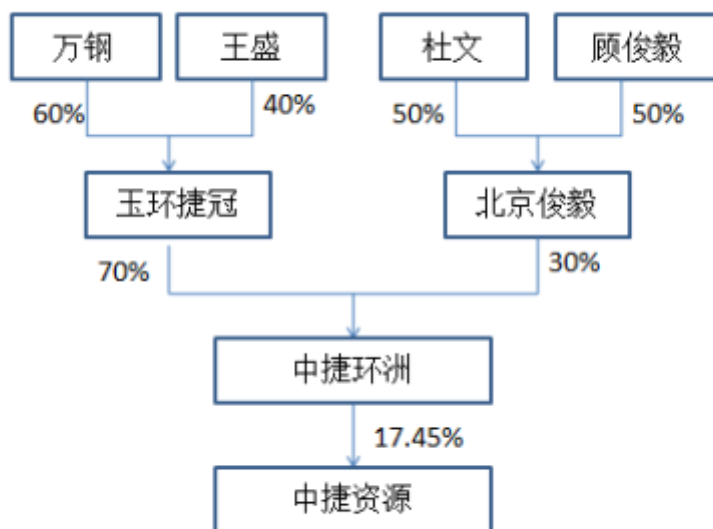 万钢
王盛
杜文
顾俊毅
60%
40%
50%
50%
玉环捷冠
北京俊毅
70%
30%
中捷环洲
17.45%
中捷资源